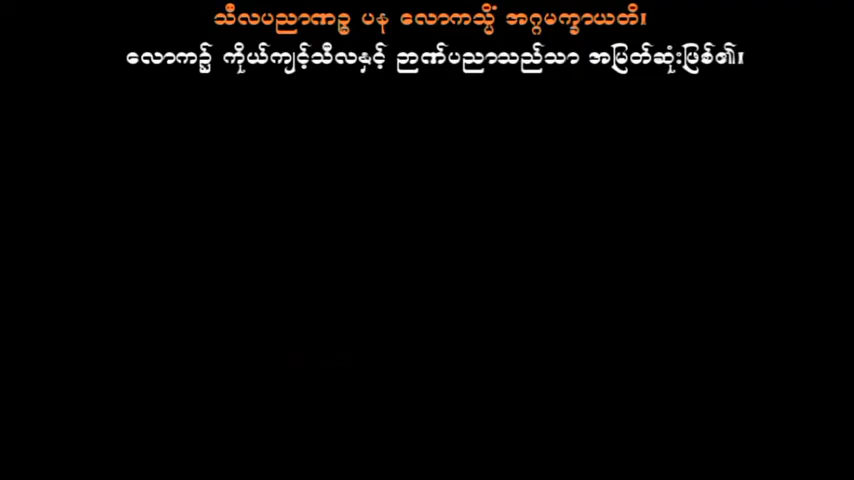 သီလပညာဏဉ္စ ပန လောကသ္မိံ အဂ္ဂမက္ခာယတိ၊
လောက၌ ကိုယ်ကျင့်သီလနှင့် ဉာဏ်ပညာသည်သာ အမြတ်ဆုံးဖြစ်၏၊